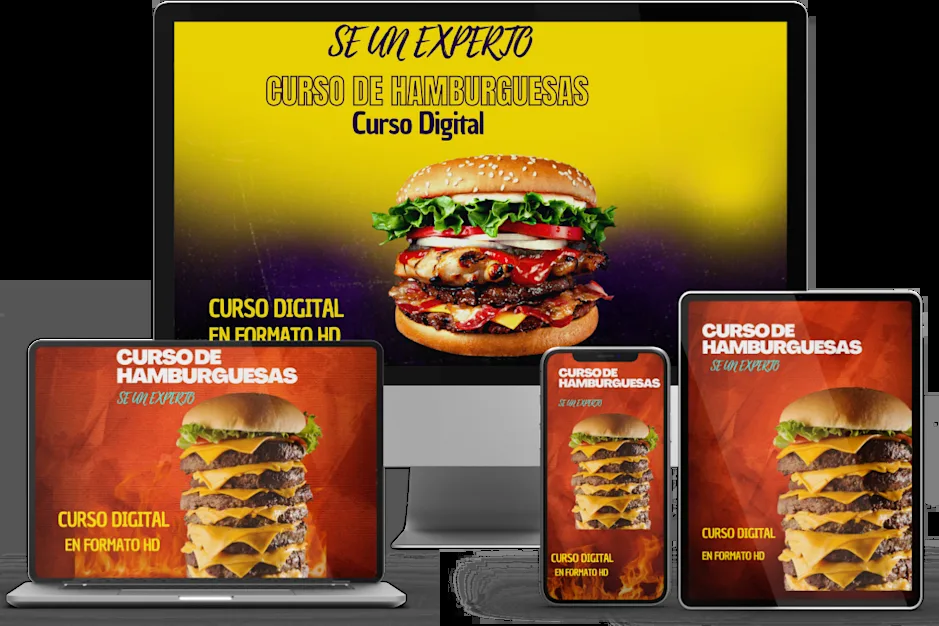 SE UN EXPERTO
CURSO DE HAMBURGUESAS
Curso Digital
CURSO DIGITAL
EN FORMATO HD
CURSO DE
HAMBURGUESAS
SE UN EXPERTO
CURSO DIGITAL
EN FORMATO HD
CURSO DE
HAMBURGUESAS
SE UN EXPERTO
CURSO DIGITAL
EN FORMATO HD
CURSO DE
HAMBURGUESAS
SE UN EXPERTO
CURSO DIGITAL
EN FORMATO HD